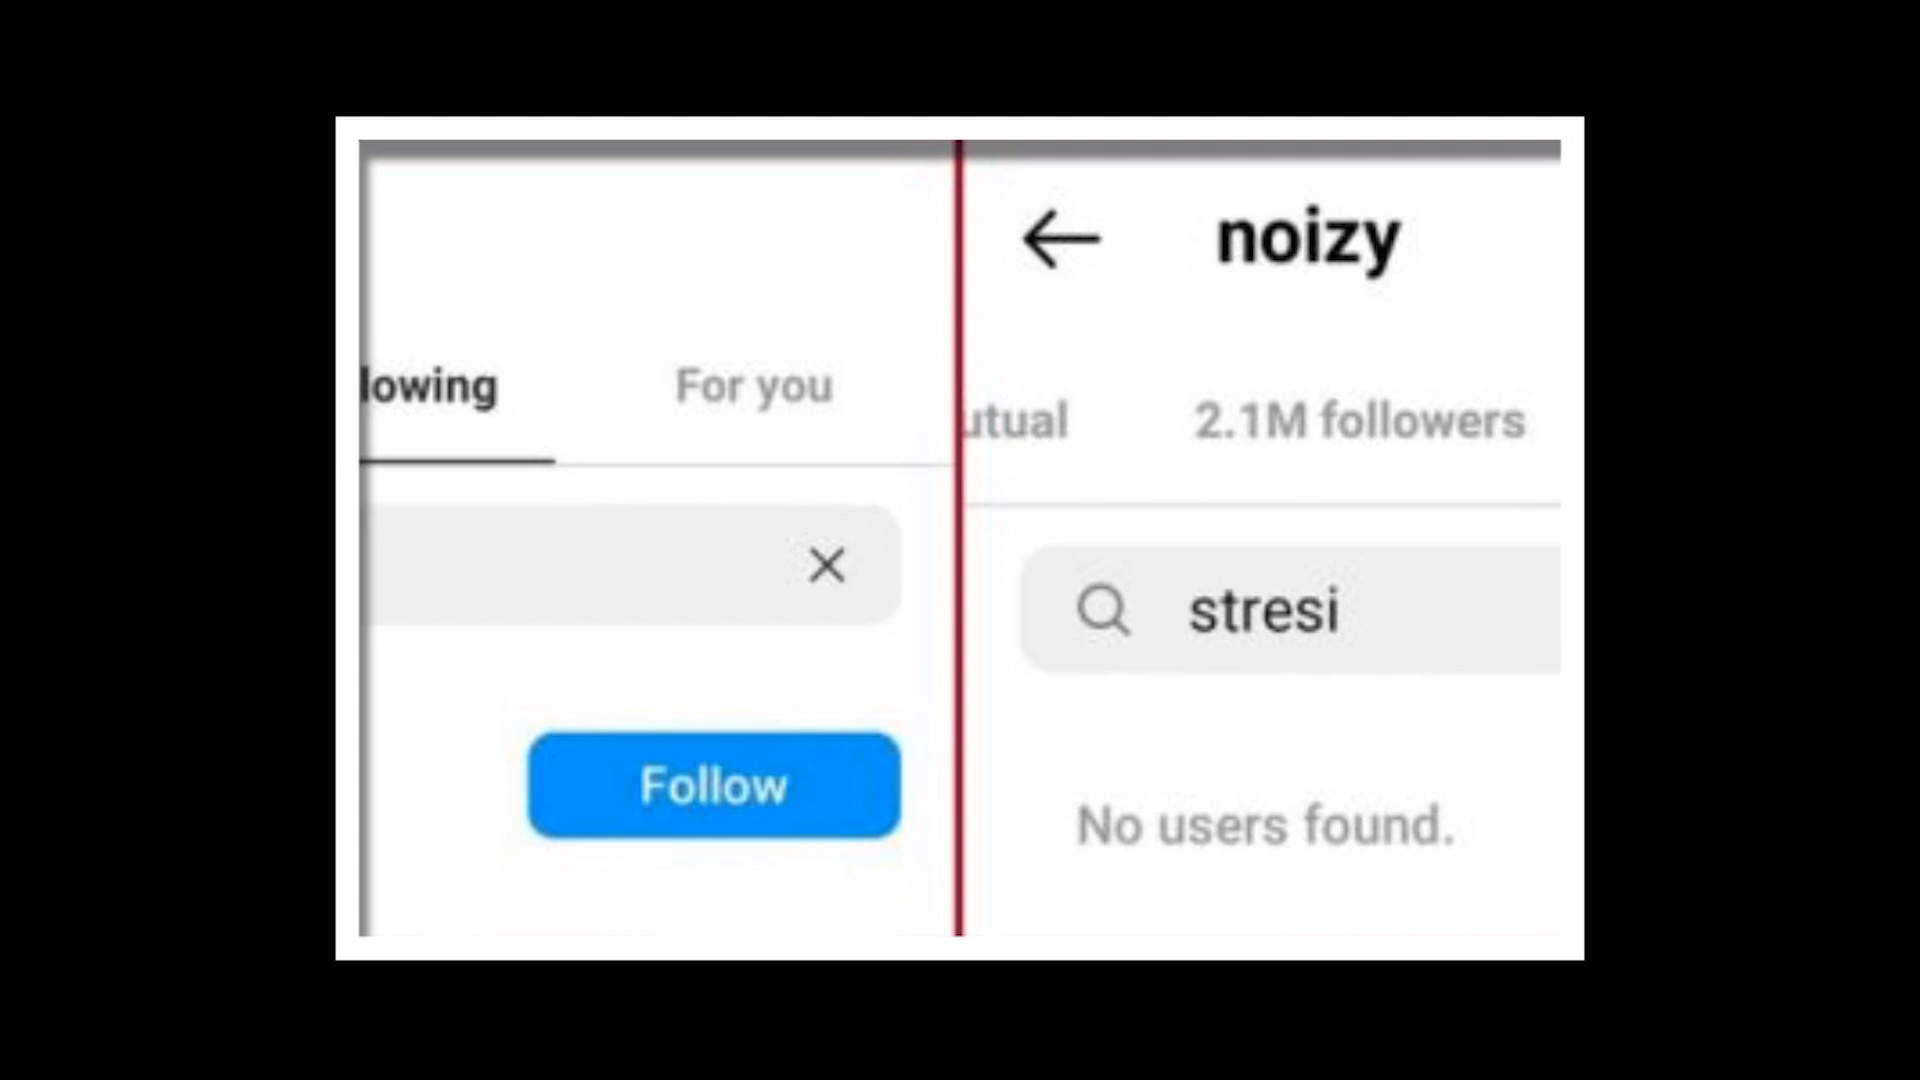 lowing For you
Follow
noizy
utual 2.1M followers
stresi
No users found.